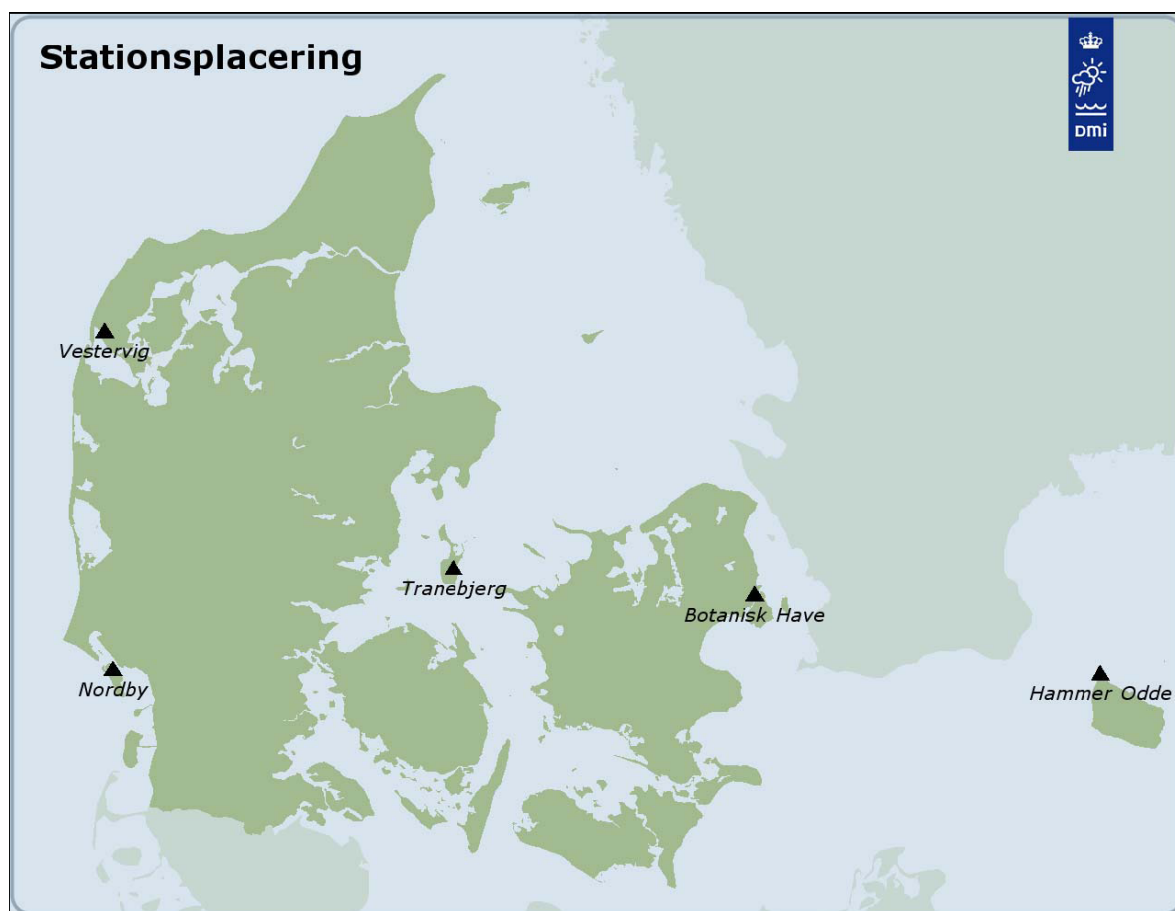 Stationsplacering
DMi
Vestervig
Tranebjerg
Botanisk Have
Nordby
Hammer Odde